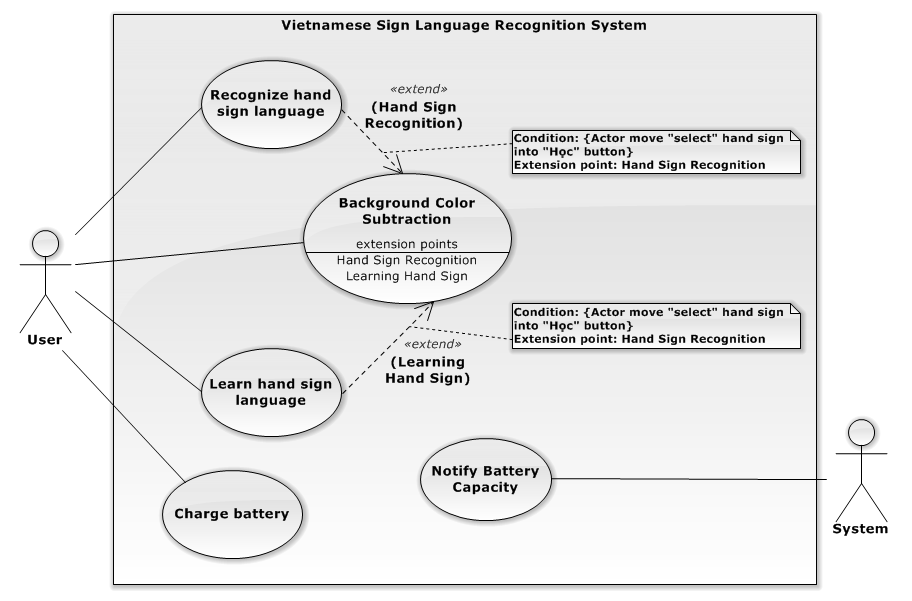 Vietnamese Sign Language Recognition System
Recognize hand
sign language
«extend»
(Hand Sign
Recognition)
Condition: {Actor move "select" hand sign
into "Học" button}
Extension point: Hand Sign Recognition
Background Color
Subtraction
extension points
Hand Sign Recognition
Learning Hand Sign
User
Condition: {Actor move "select" hand sign
into "Học" button}
Extension point: Hand Sign Recognition
«extend»
(Learning
Hand Sign)
Learn hand sign
language
Notify Battery
Capacity
Charge battery
System